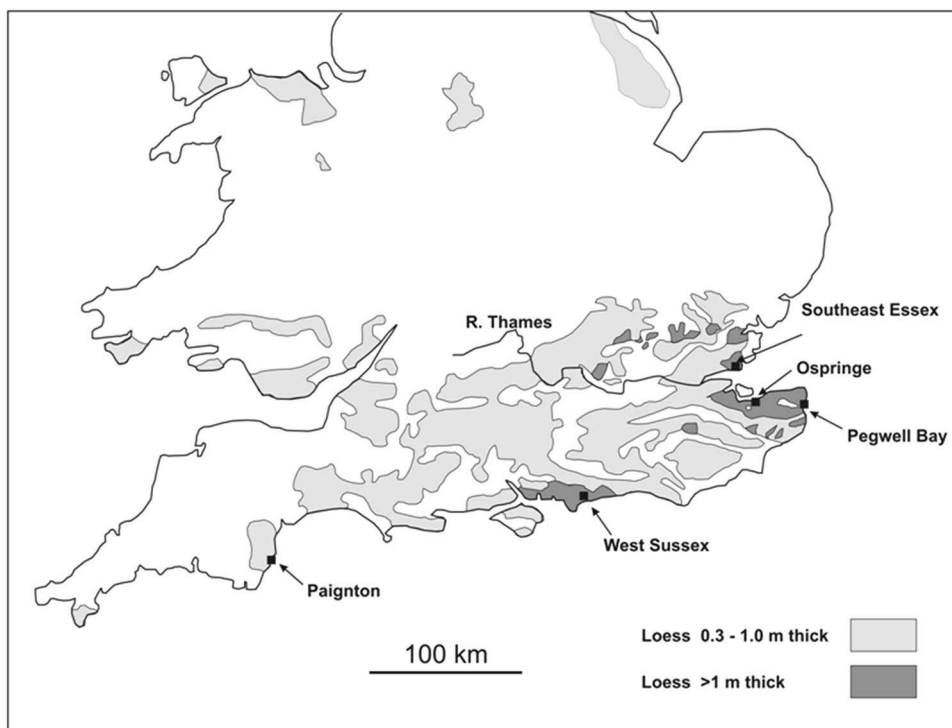 R. Thames
Southeast Essex
Ospringe
Pegwell Bay
West Sussex
Paignton
100 km
Loess 0.3 - 1.0 m thick
Loess >1 m thick